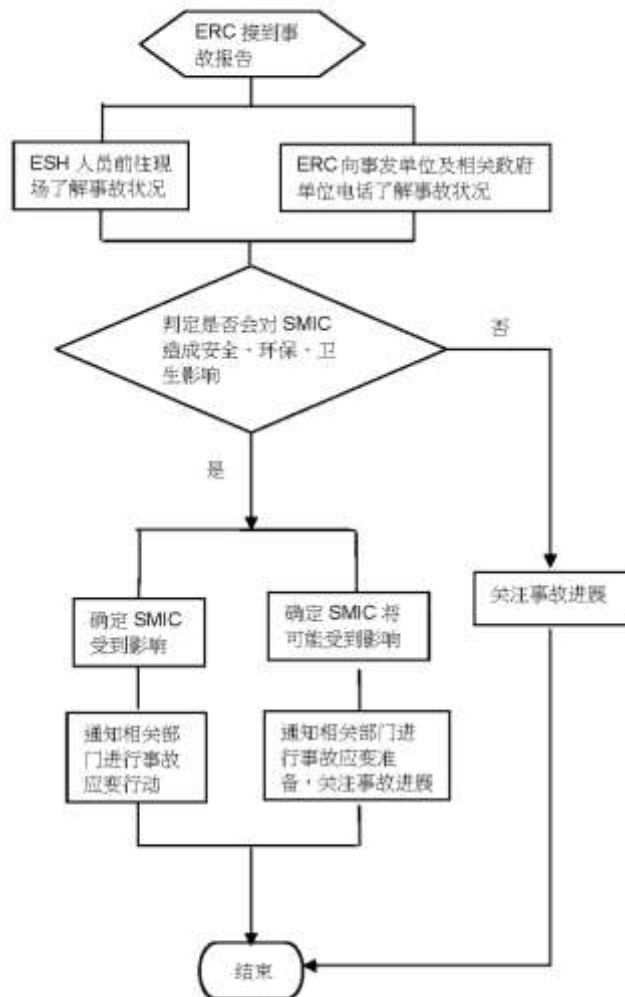 ERC 接到事
故报告
ESH 人员前往现
场了解事故状况
ERC 向事发单位及相关政府
单位电话了解事故状况
判定是否会对 SMIC
造成安全、环保、卫
生影响
否
是
确定 SMIC
受到影响
确定 SMIC 将
可能受到影响
关注事故进展
通知相关部
门进行事故
应变行动
通知相关部门进
行事故应变准
备，关注事故进展
结束